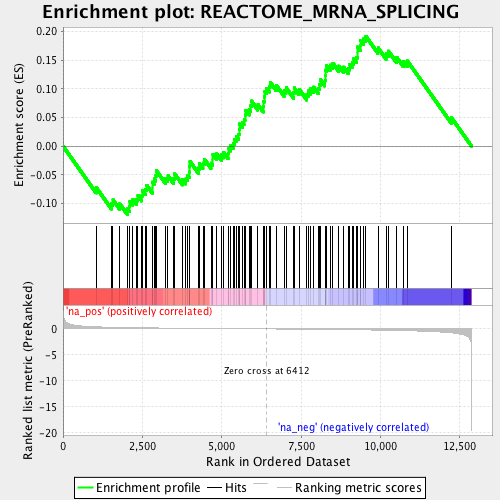 Enrichment plot: REACTOME_MRNA_SPLICING
Enrichment score (ES)
0.20
0.15
0.10
0.05
0.00
-0.05
-0.10
Ranked list metric (PreRanked)
'na_pos' (positively correlated)
0
-5
-10
-15
-20
Zero cross at 6412
'na_neg' (negatively correlated)
0
2,500
5,000
7,500
10,000
12,500
Rank in Ordered Dataset
Enrichment profile
Hits
Ranking metric scores